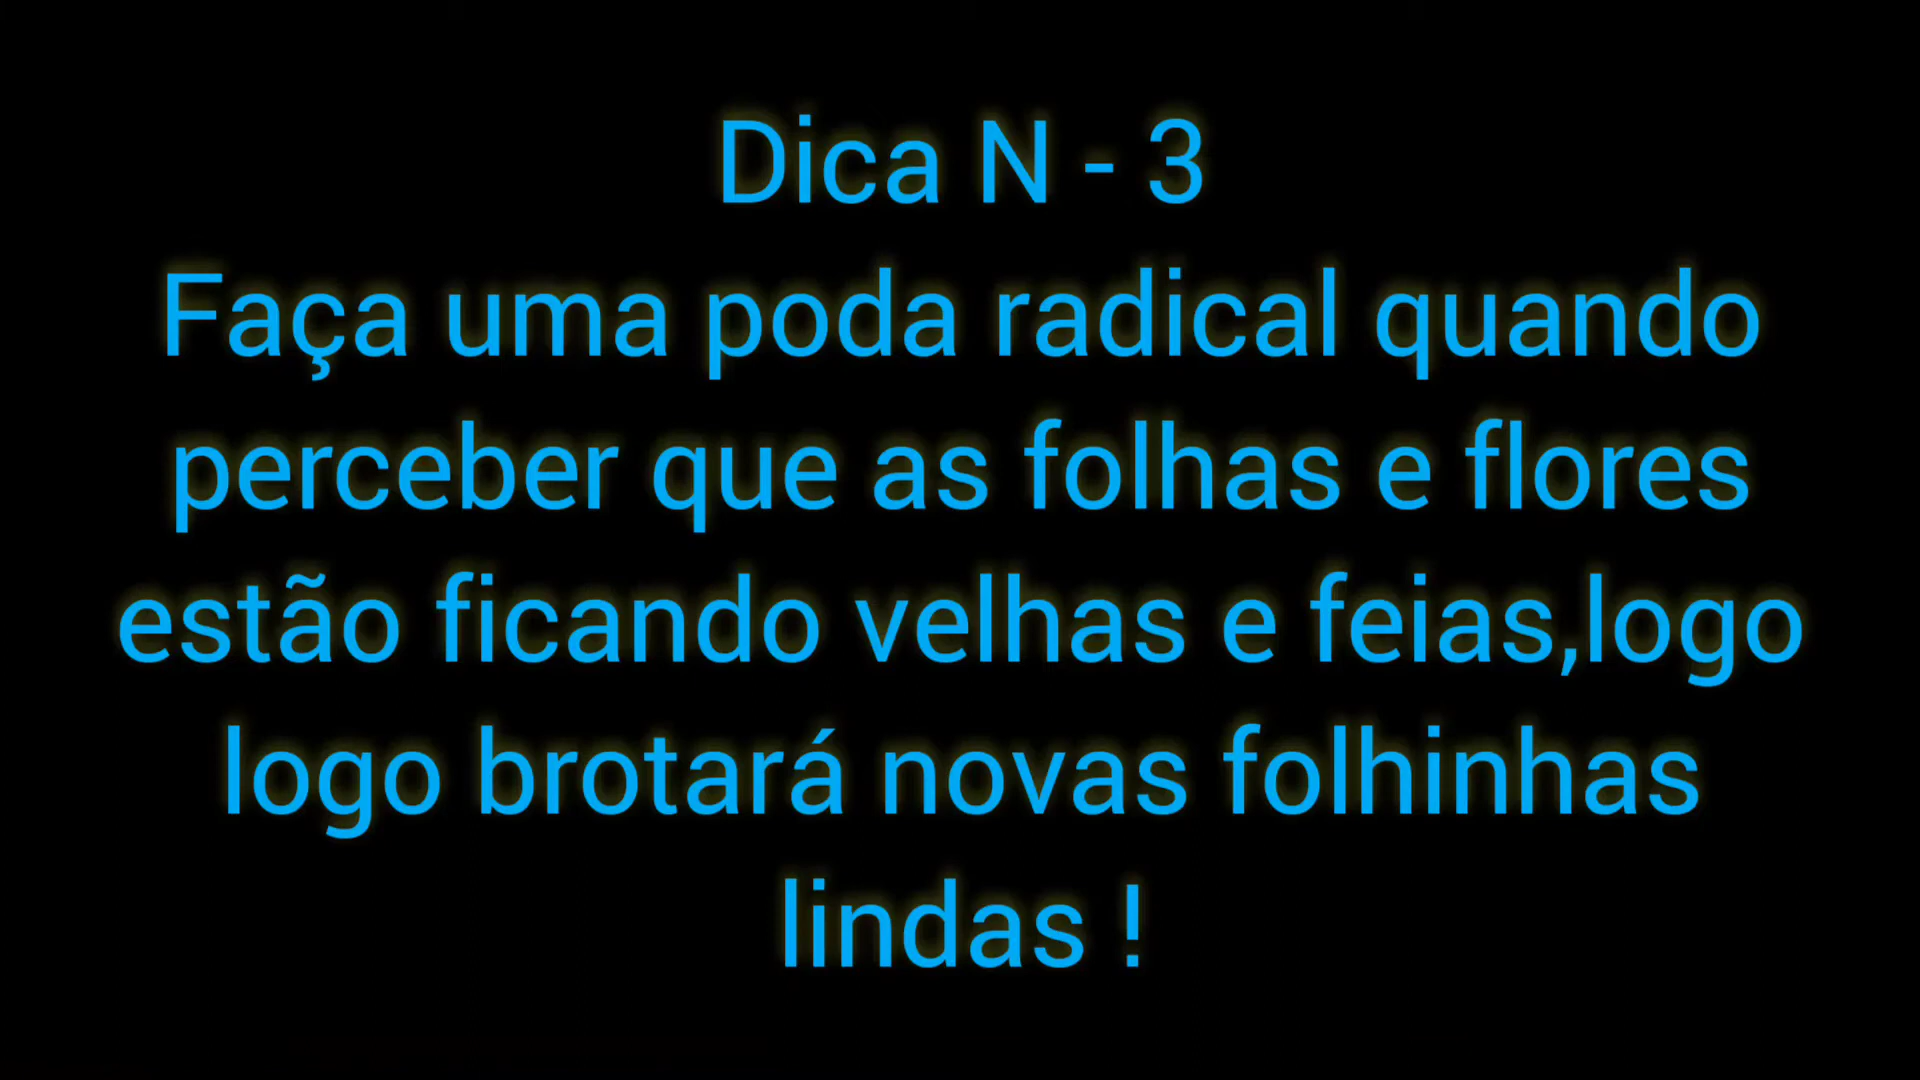 Dica N - 3
Faça uma poda radical quando
perceber que as folhas e flores
estão ficando velhas e feias,logo
logo brotará novas folhinhas
lindas !